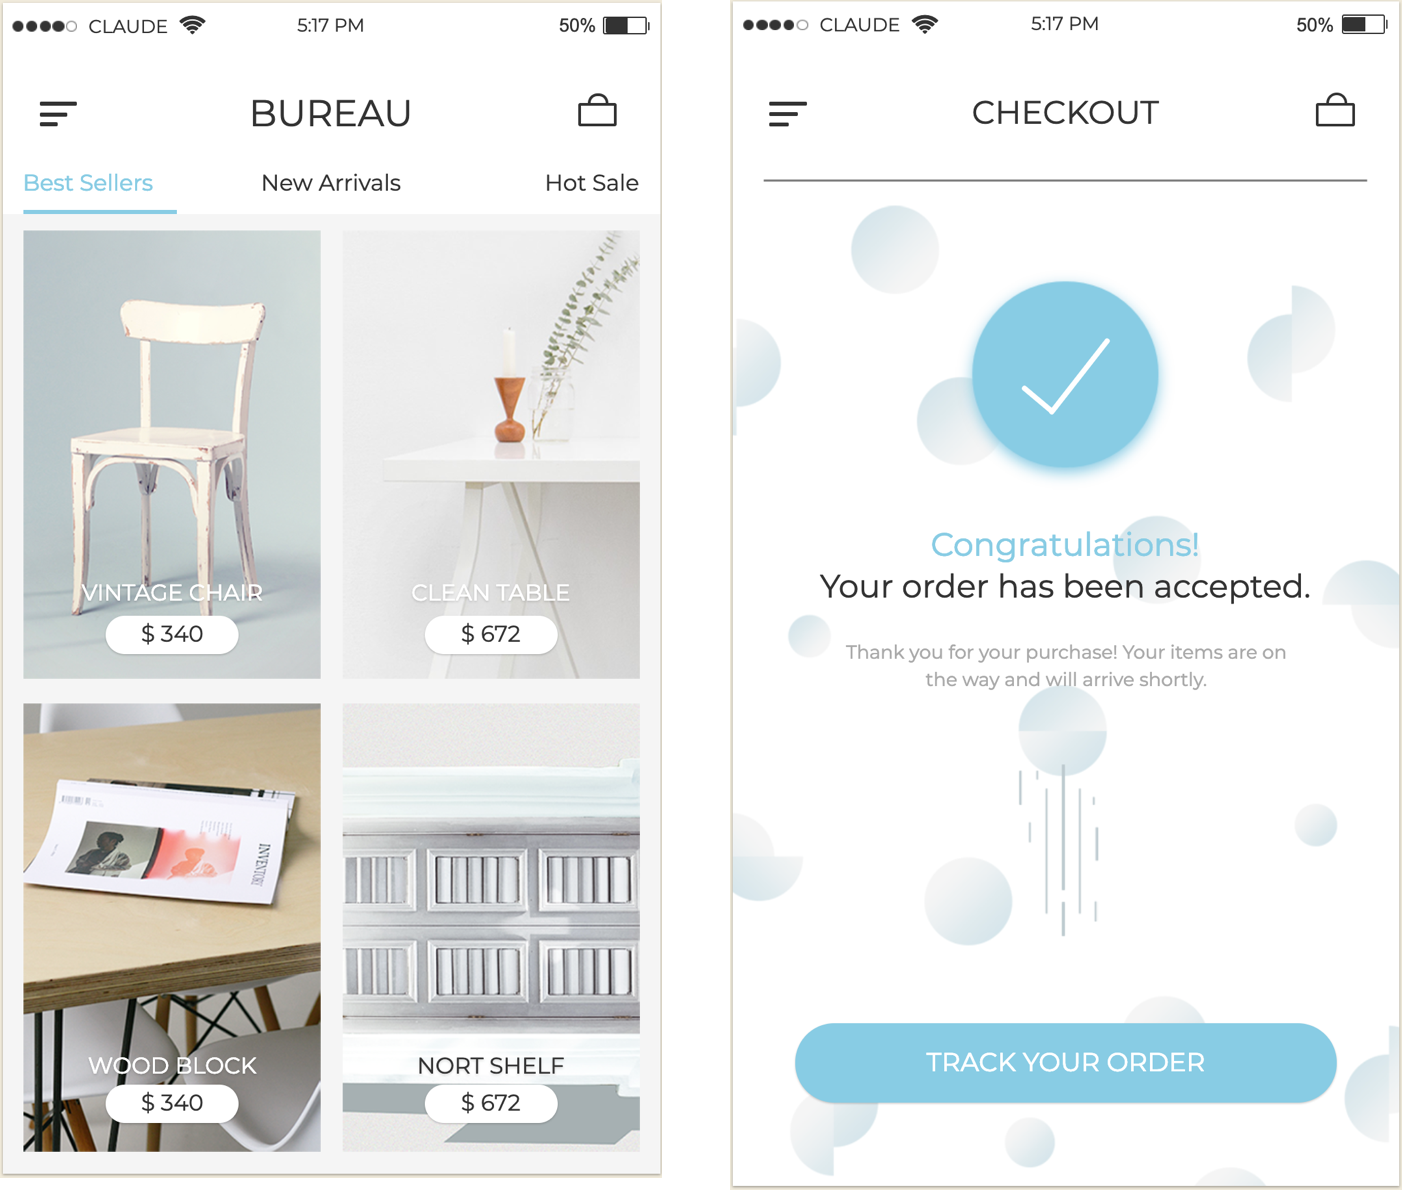 CLAUDE 5:17 PM 50%
BUREAU
Best Sellers New Arrivals Hot Sale
VINTAGE CHAIR
$ 340
CLEAN TABLE
$ 672
INVENTORY
WOOD BLOCK
$ 340
NORT SHELF
$ 672
CLAUDE 5:17 PM 50%
CHECKOUT
Congratulations!
Your order has been accepted.
Thank you for your purchase! Your items are on
the way and will arrive shortly.
TRACK YOUR ORDER